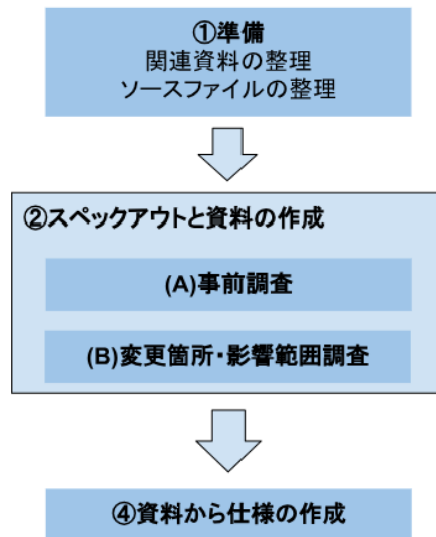 ①準備
関連資料の整理
ソースファイルの整理
②スペックアウトと資料の作成
(A)事前調査
(B)変更箇所・影響範囲調査
④資料から仕様の作成